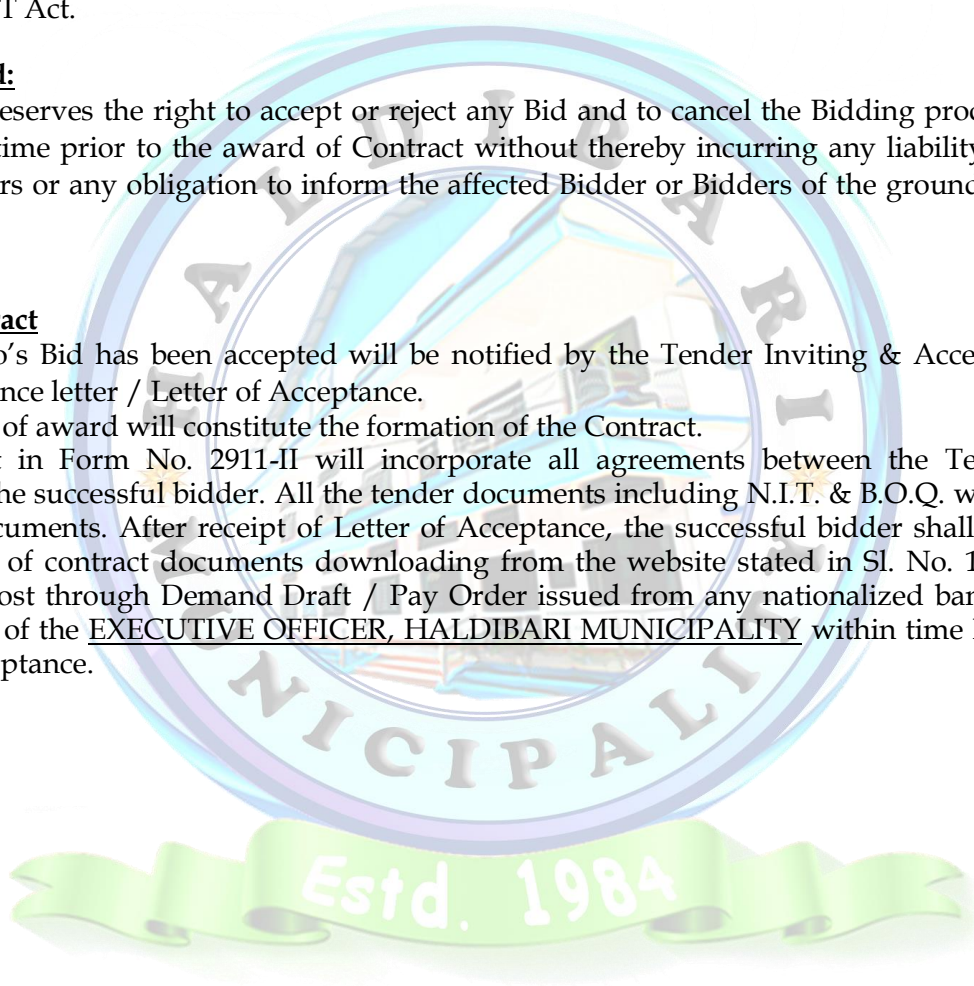 T Act.
d:
eserves the right to accept or reject any Bid and to cancel the Bidding proc
time prior to the award of Contract without thereby incurring any liability
rs or any obligation to inform the affected Bidder or Bidders of the ground
act
o's Bid has been accepted will be notified by the Tender Inviting & Acce
nce letter / Letter of Acceptance.
of award will constitute the formation of the Contract.
t in Form No. 2911-II will incorporate all agreements between the Te
he successful bidder. All the tender documents including N.I.T. & B.O.Q. w
cuments. After receipt of Letter of Acceptance, the successful bidder shall
of contract documents downloading from the website stated in Sl. No. 1
ost through Demand Draft / Pay Order issued from any nationalized ban
of the EXECUTIVE OFFICER, HALDIBARI MUNICIPALITY within time
ptance.
HALDIBARI
MUNICIPALITY
Estd. 1984